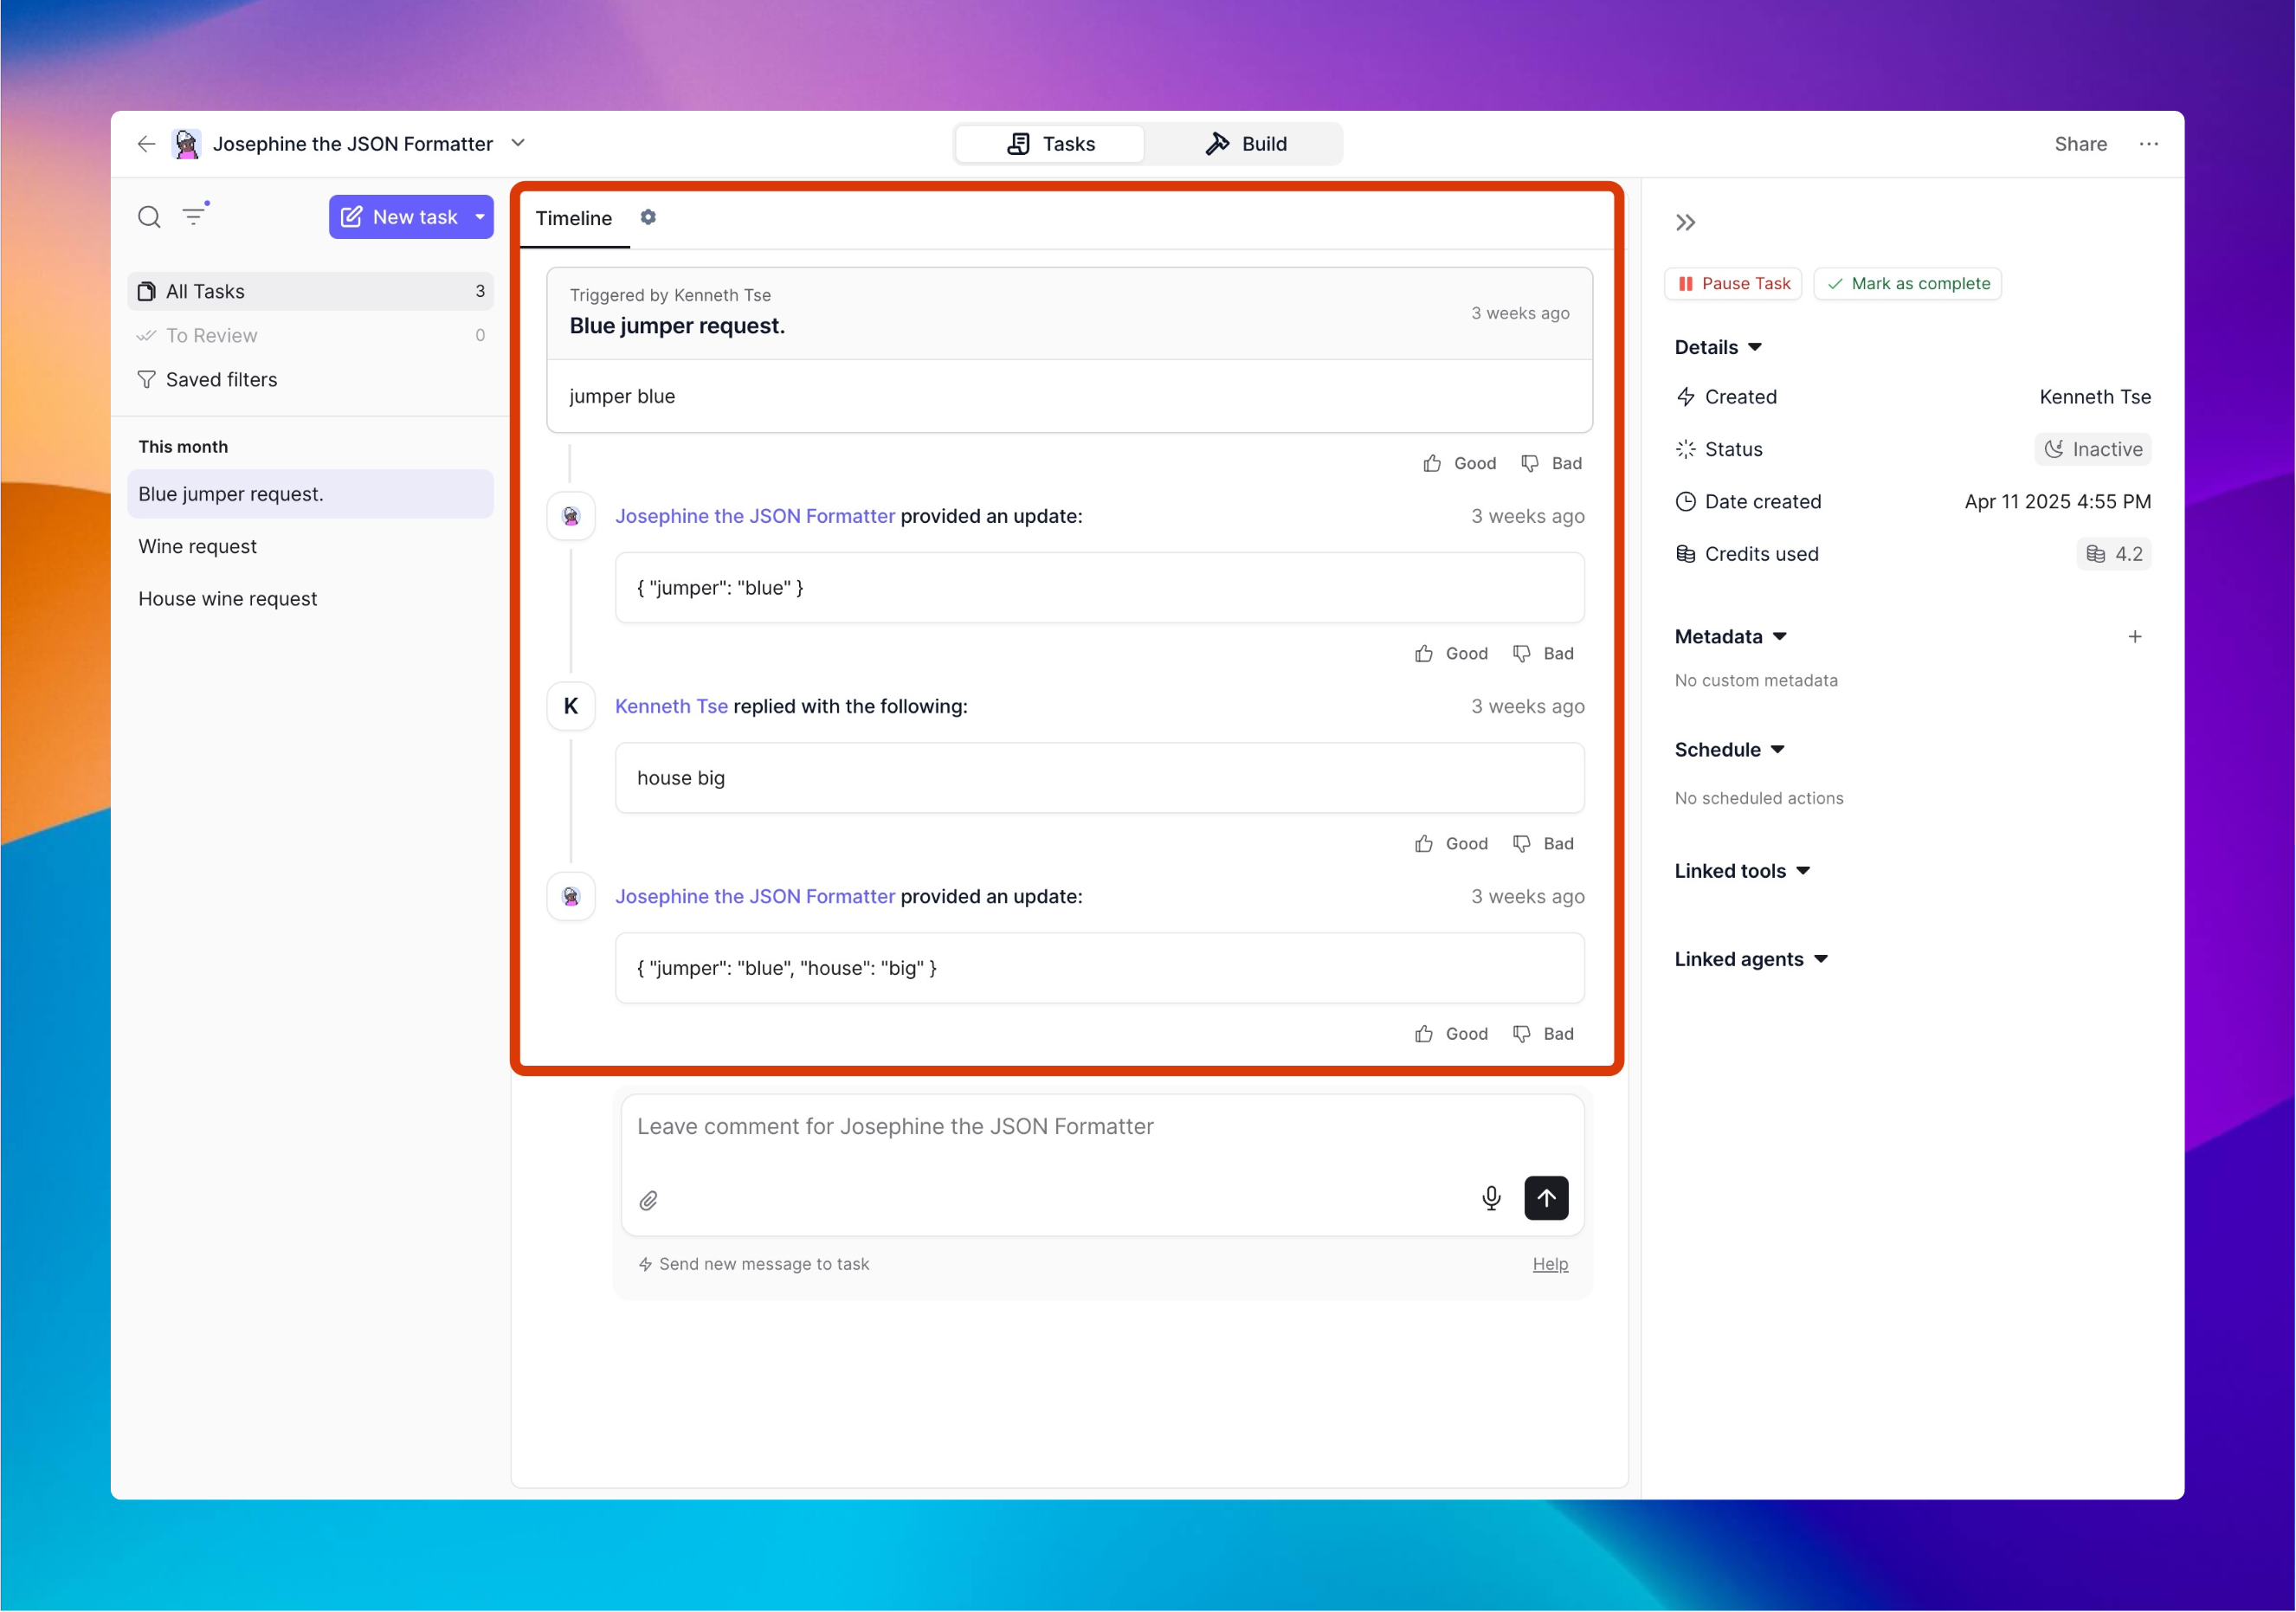 Josephine the JSON Formatter
Tasks
Build
Share
New task
All Tasks 3
To Review 0
Saved filters
This month
Blue jumper request.
Wine request
House wine request
Timeline
Triggered by Kenneth Tse
Blue jumper request.
3 weeks ago
jumper blue
Good Bad
Josephine the JSON Formatter provided an update: 3 weeks ago
{ "jumper": "blue" }
Good Bad
K
Kenneth Tse replied with the following: 3 weeks ago
house big
Good Bad
Josephine the JSON Formatter provided an update: 3 weeks ago
{ "jumper": "blue", "house": "big" }
Good Bad
Leave comment for Josephine the JSON Formatter
Send new message to task Help
Pause Task Mark as complete
Details
Created Kenneth Tse
Status Inactive
Date created Apr 11 2025 4:55 PM
Credits used 4.2
Metadata
No custom metadata
Schedule
No scheduled actions
Linked tools
Linked agents